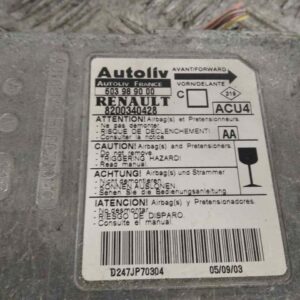 Autoliv
AVANT/FORWARD
AUTOLIV FRANCE
VORN/DELANTE
603 98 90 00
C
RENAULT
8200340428
ACU4
ATTENTION! Airbag(s) et Pretensionneurs.
- Ne pas demonter.
- RISQUE DE DECLENCHEMENT!
- Consulter la notice.
AA
CAUTION! Airbag(s) and Pretensioners.
- Do not remove.
- TRIGGERING HAZARD!
- Read manual.
ACHTUNG! Airbag(s) und Strammer
- Nicht demontieren.
- KÖNNEN AUSLÖSEN.
- Sehen Sie die Bedienungsanleitung
¡ATENCION! Airbag(s) y Pretensionadores.
- No desmontar.
- RIESGO DE DISPARO.
- Consulte el manual.
D247JP70304
05/09/03